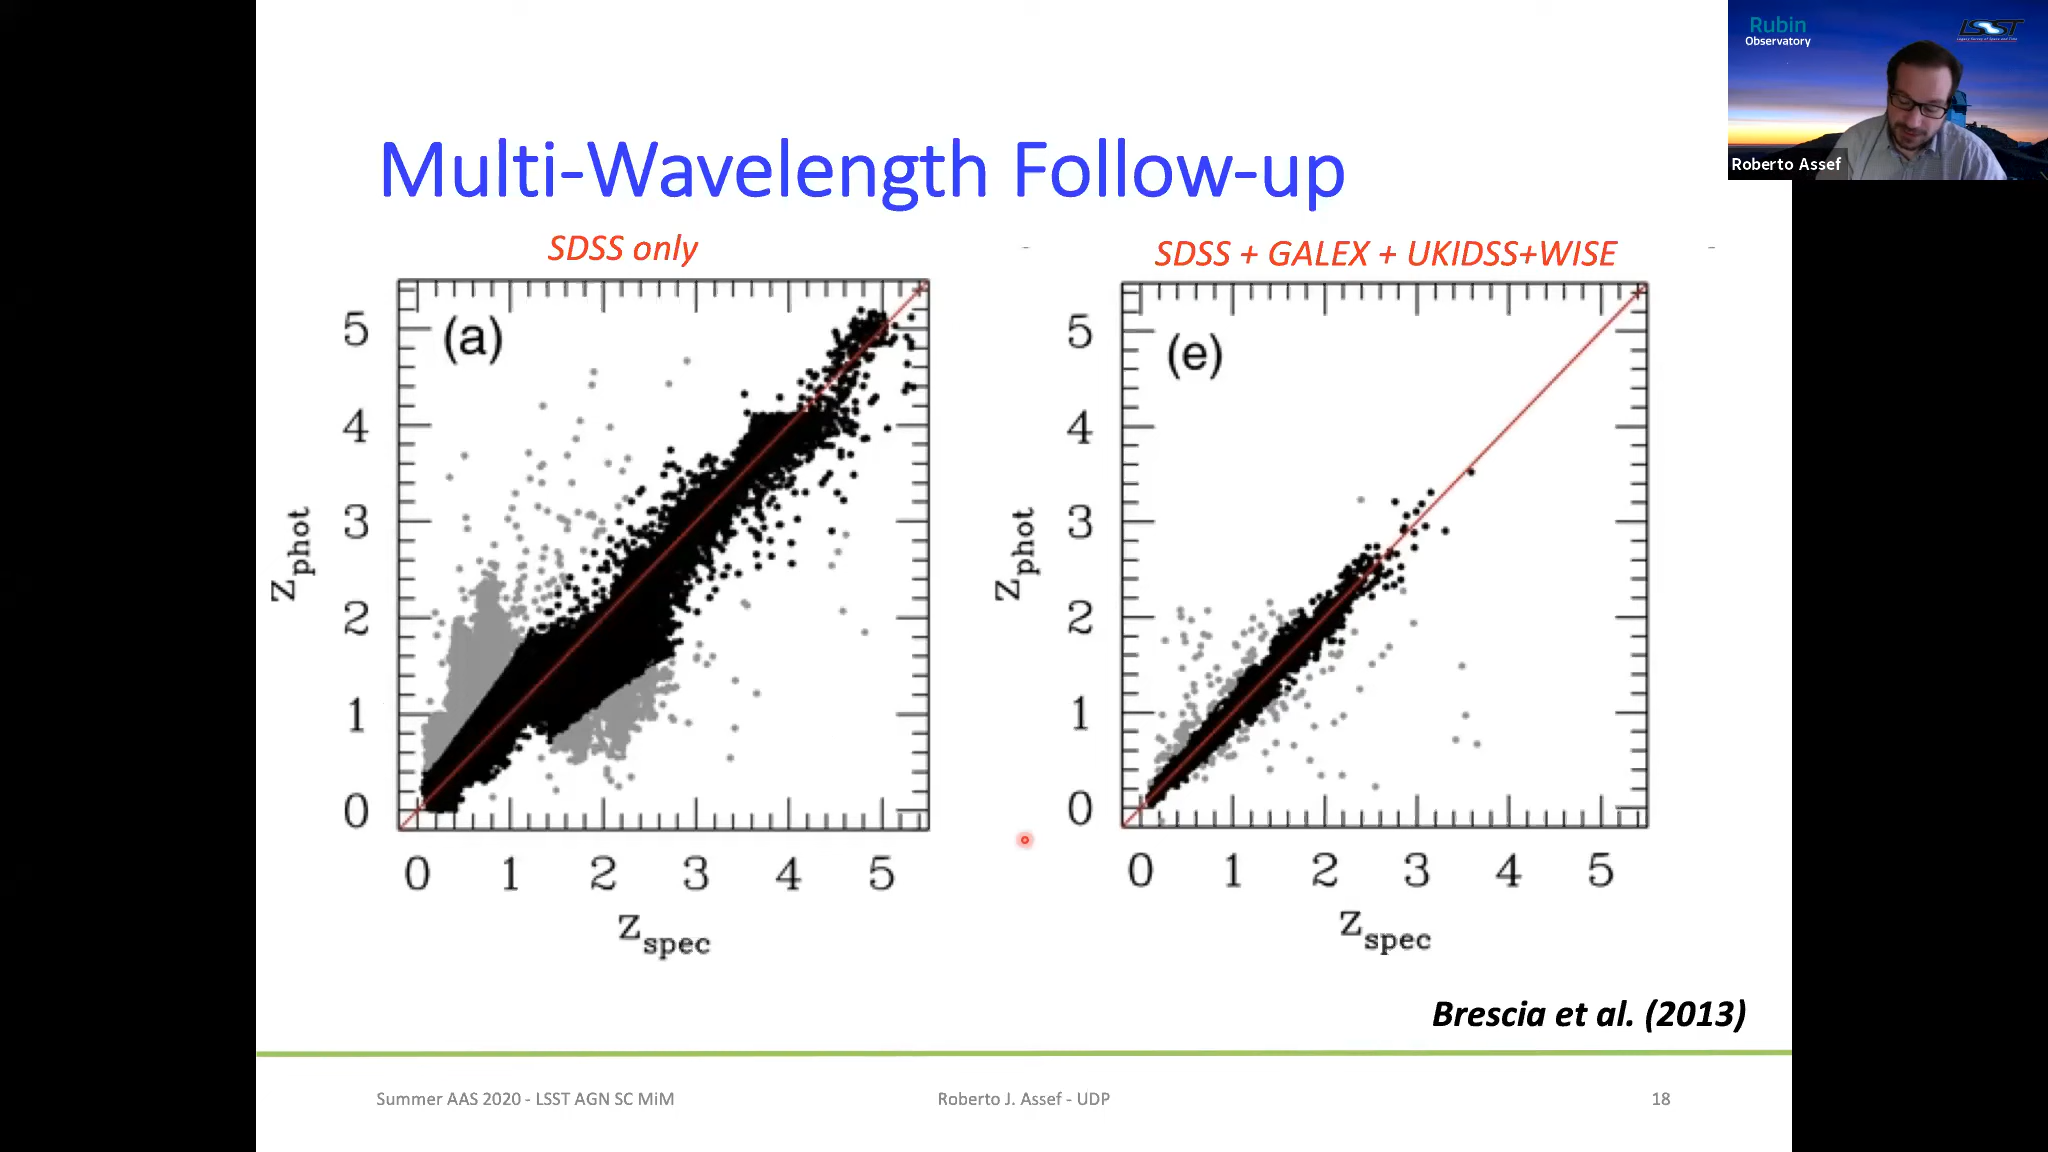 Rubin
Observatory
LSST
Roberto Assef
Multi-Wavelength Follow-up
SDSS only
SDSS + GALEX + UKIDSS+WISE
(a)
5
4
3
2
1
0
Zphot
0 1 2 3 4 5
Zspec
(e)
5
4
3
2
1
0
Zphot
0 1 2 3 4 5
Zspec
Brescia et al. (2013)
Summer AAS 2020 - LSST AGN SC MiM
Roberto J. Assef - UDP
18